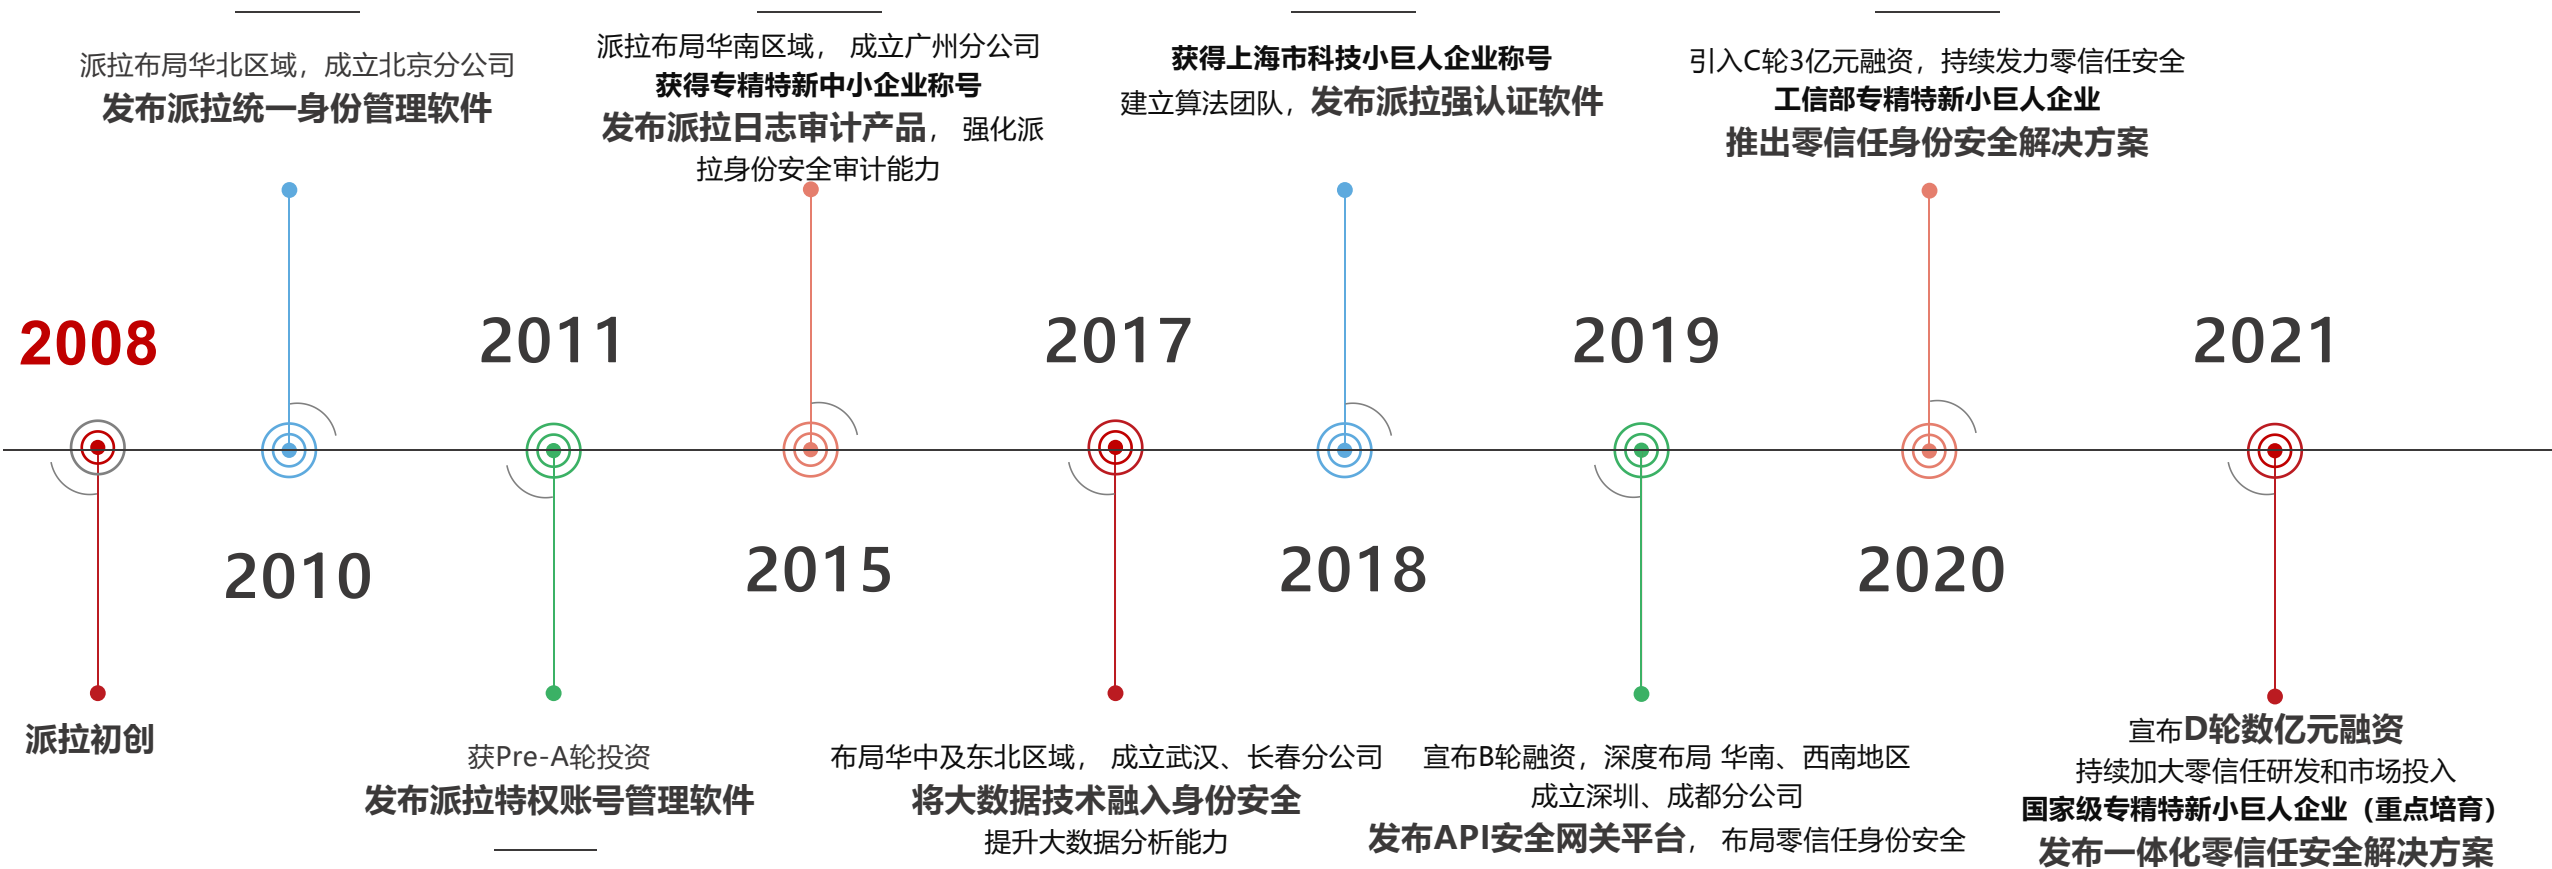 派拉布局华北区域，成立北京分公司
发布派拉统一身份管理软件
派拉布局华南区域， 成立广州分公司
获得专精特新中小企业称号
发布派拉日志审计产品， 强化派
拉身份安全审计能力
获得上海市科技小巨人企业称号
建立算法团队，发布派拉强认证软件
引入C轮3亿元融资，持续发力零信任安全
工信部专精特新小巨人企业
推出零信任身份安全解决方案
2008
2011
2017
2019
2021
2010
2015
2018
2020
派拉初创
获Pre-A轮投资
发布派拉特权账号管理软件
布局华中及东北区域， 成立武汉、长春分公司
将大数据技术融入身份安全
提升大数据分析能力
宣布B轮融资，深度布局 华南、西南地区
成立深圳、成都分公司
发布API安全网关平台， 布局零信任身份安全
宣布D轮数亿元融资
持续加大零信任研发和市场投入
国家级专精特新小巨人企业（重点培育）
发布一体化零信任安全解决方案